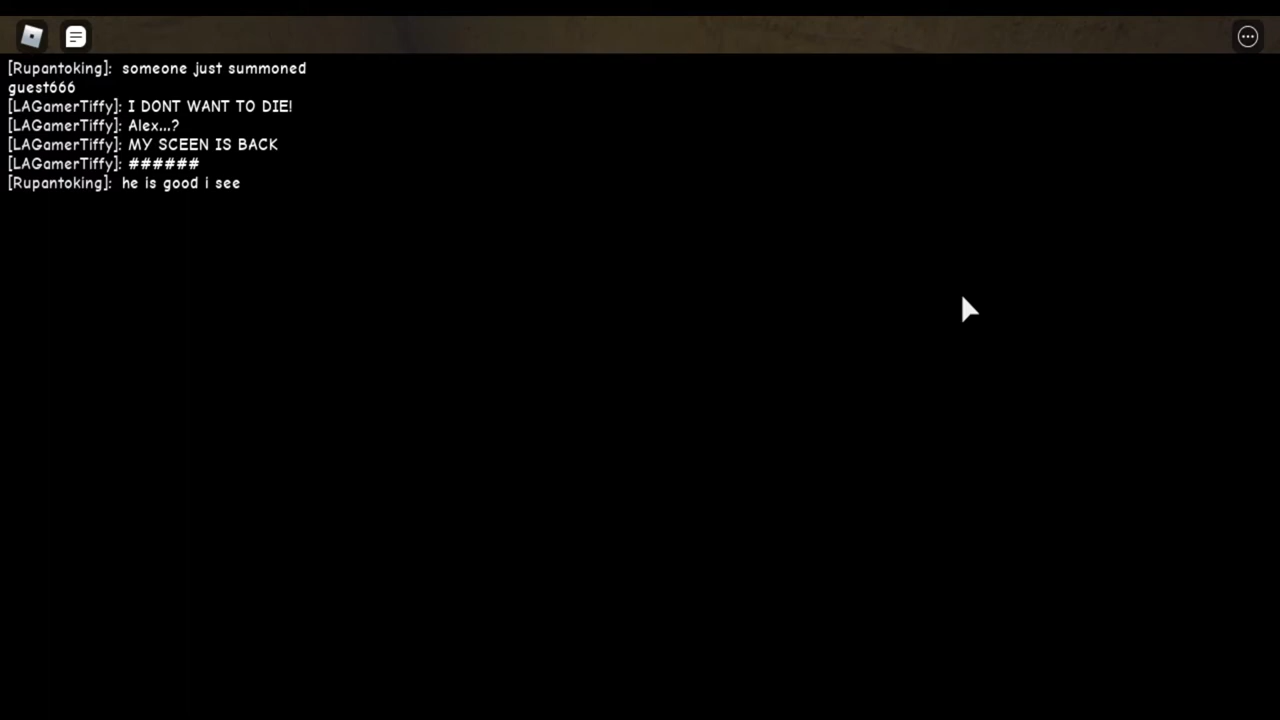 [Rupantoking]: someone just summoned
guest666
[LAGamerTiffy]: I DONT WANT TO DIE!
[LAGamerTiffy]: Alex...?
[LAGamerTiffy]: MY SCEEN IS BACK
[LAGamerTiffy]: ######
[Rupantoking]: he is good i see